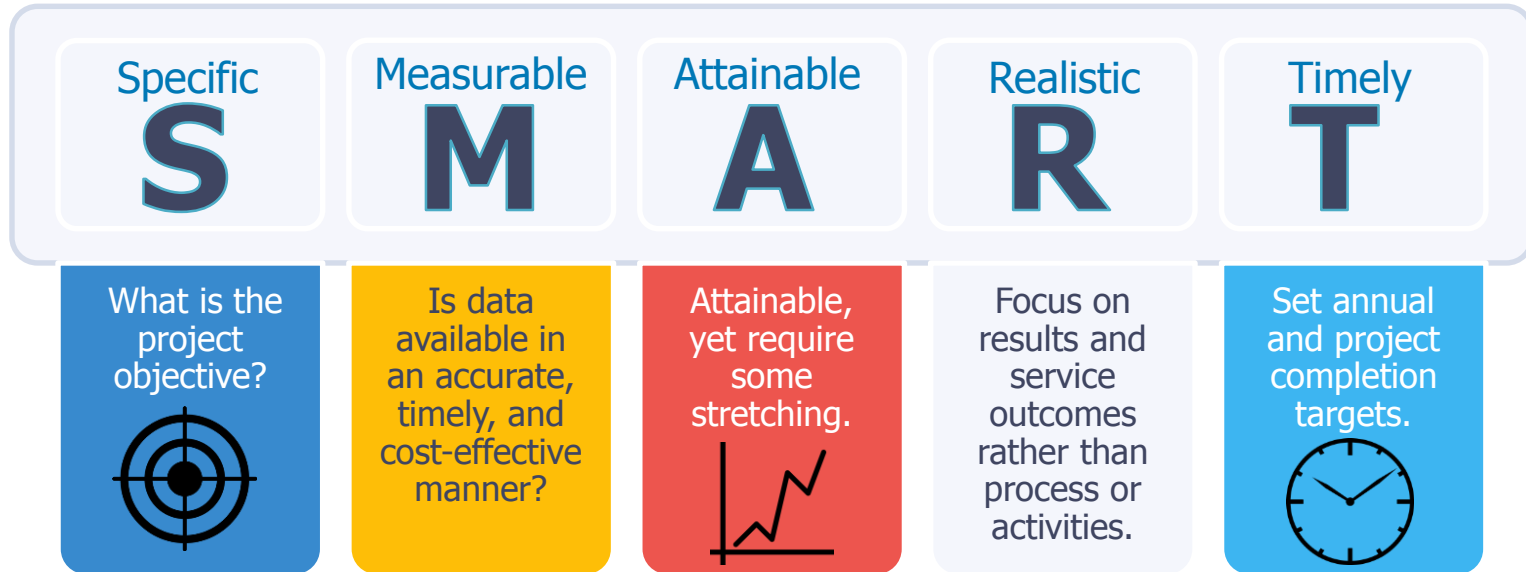 Specific
S
Measurable
M
Attainable
A
Realistic
R
Timely
T
What is the
project
objective?
Is data
available in
an accurate,
timely, and
cost-effective
manner?
Attainable,
yet require
some
stretching.
Focus on
results and
service
outcomes
rather than
process or
activities.
Set annual
and project
completion
targets.